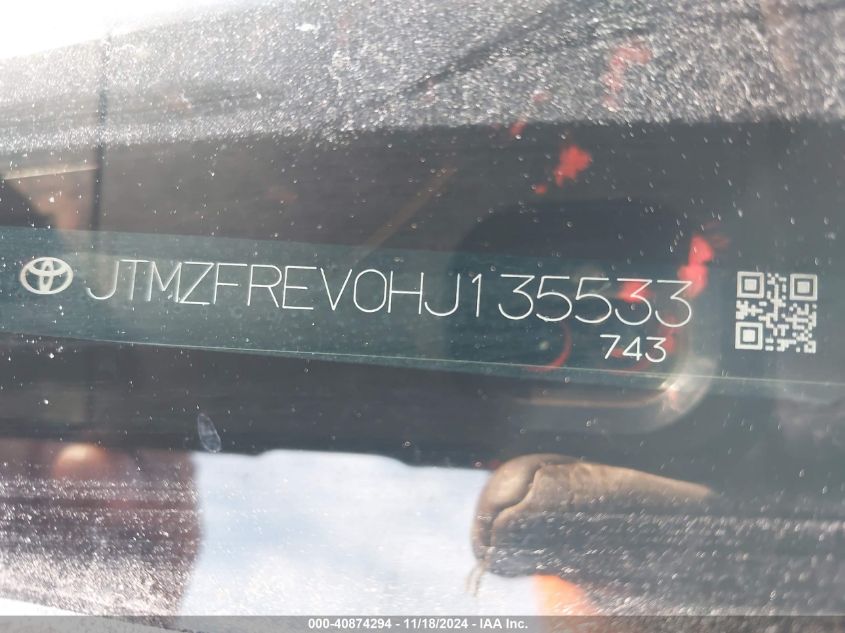 JTMZFREV0HJ135533
743
000-40874294 - 11/18/2024 - IAA Inc.